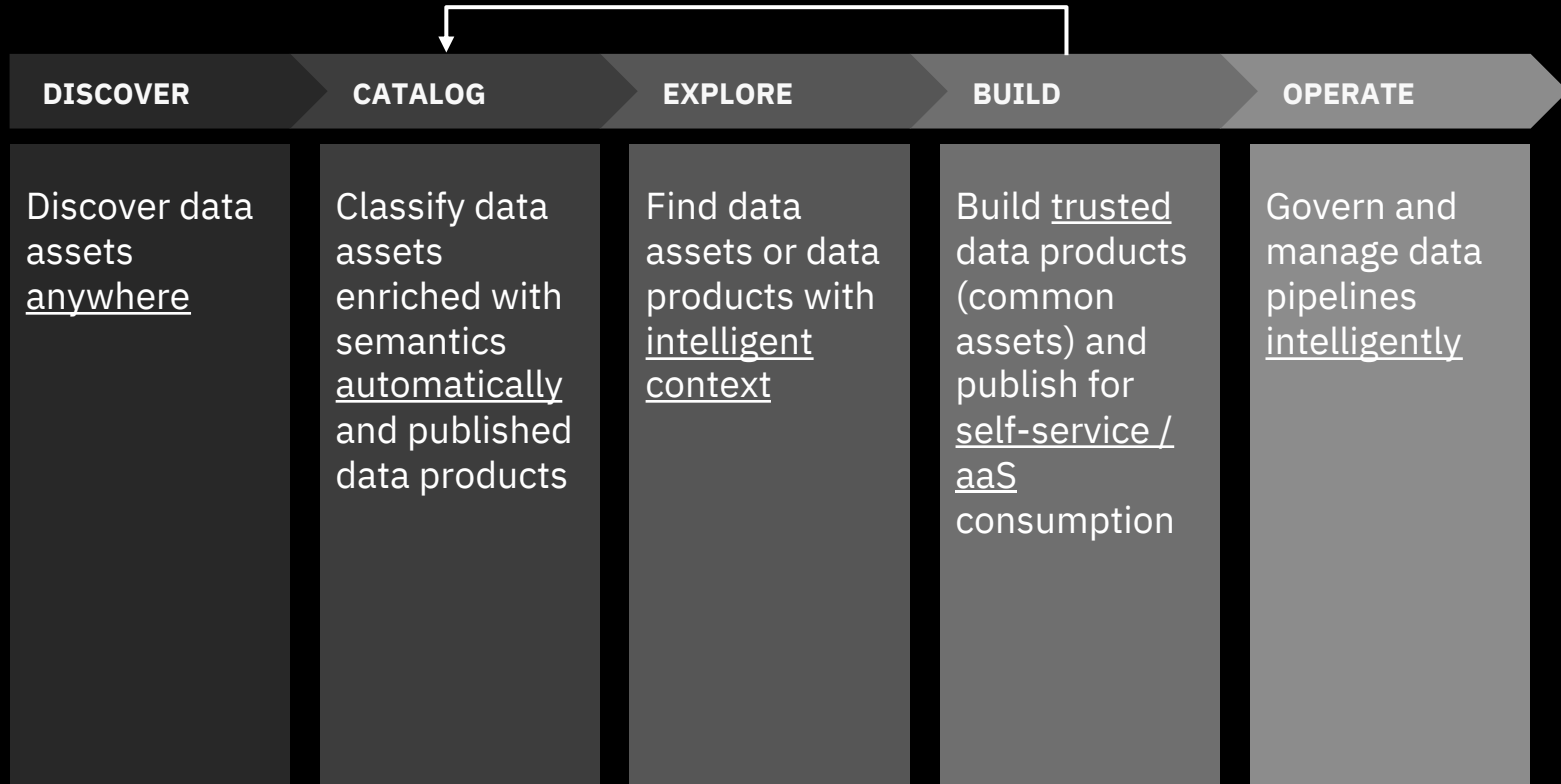 DISCOVER
CATALOG
EXPLORE
BUILD
OPERATE
Discover data
assets
anywhere
Classify data
assets
enriched with
semantics
automatically
and published
data products
Find data
assets or data
products with
intelligent
context
Build trusted
data products
(common
assets) and
publish for
self-service /
aaS
consumption
Govern and
manage data
pipelines
intelligently